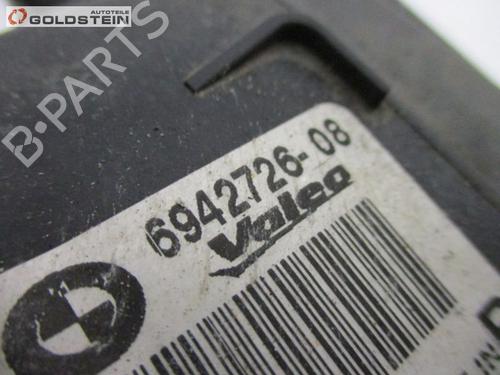 AUTOTEILE
GOLDSTEIN
B-PARTS
6942726-08
Valeo